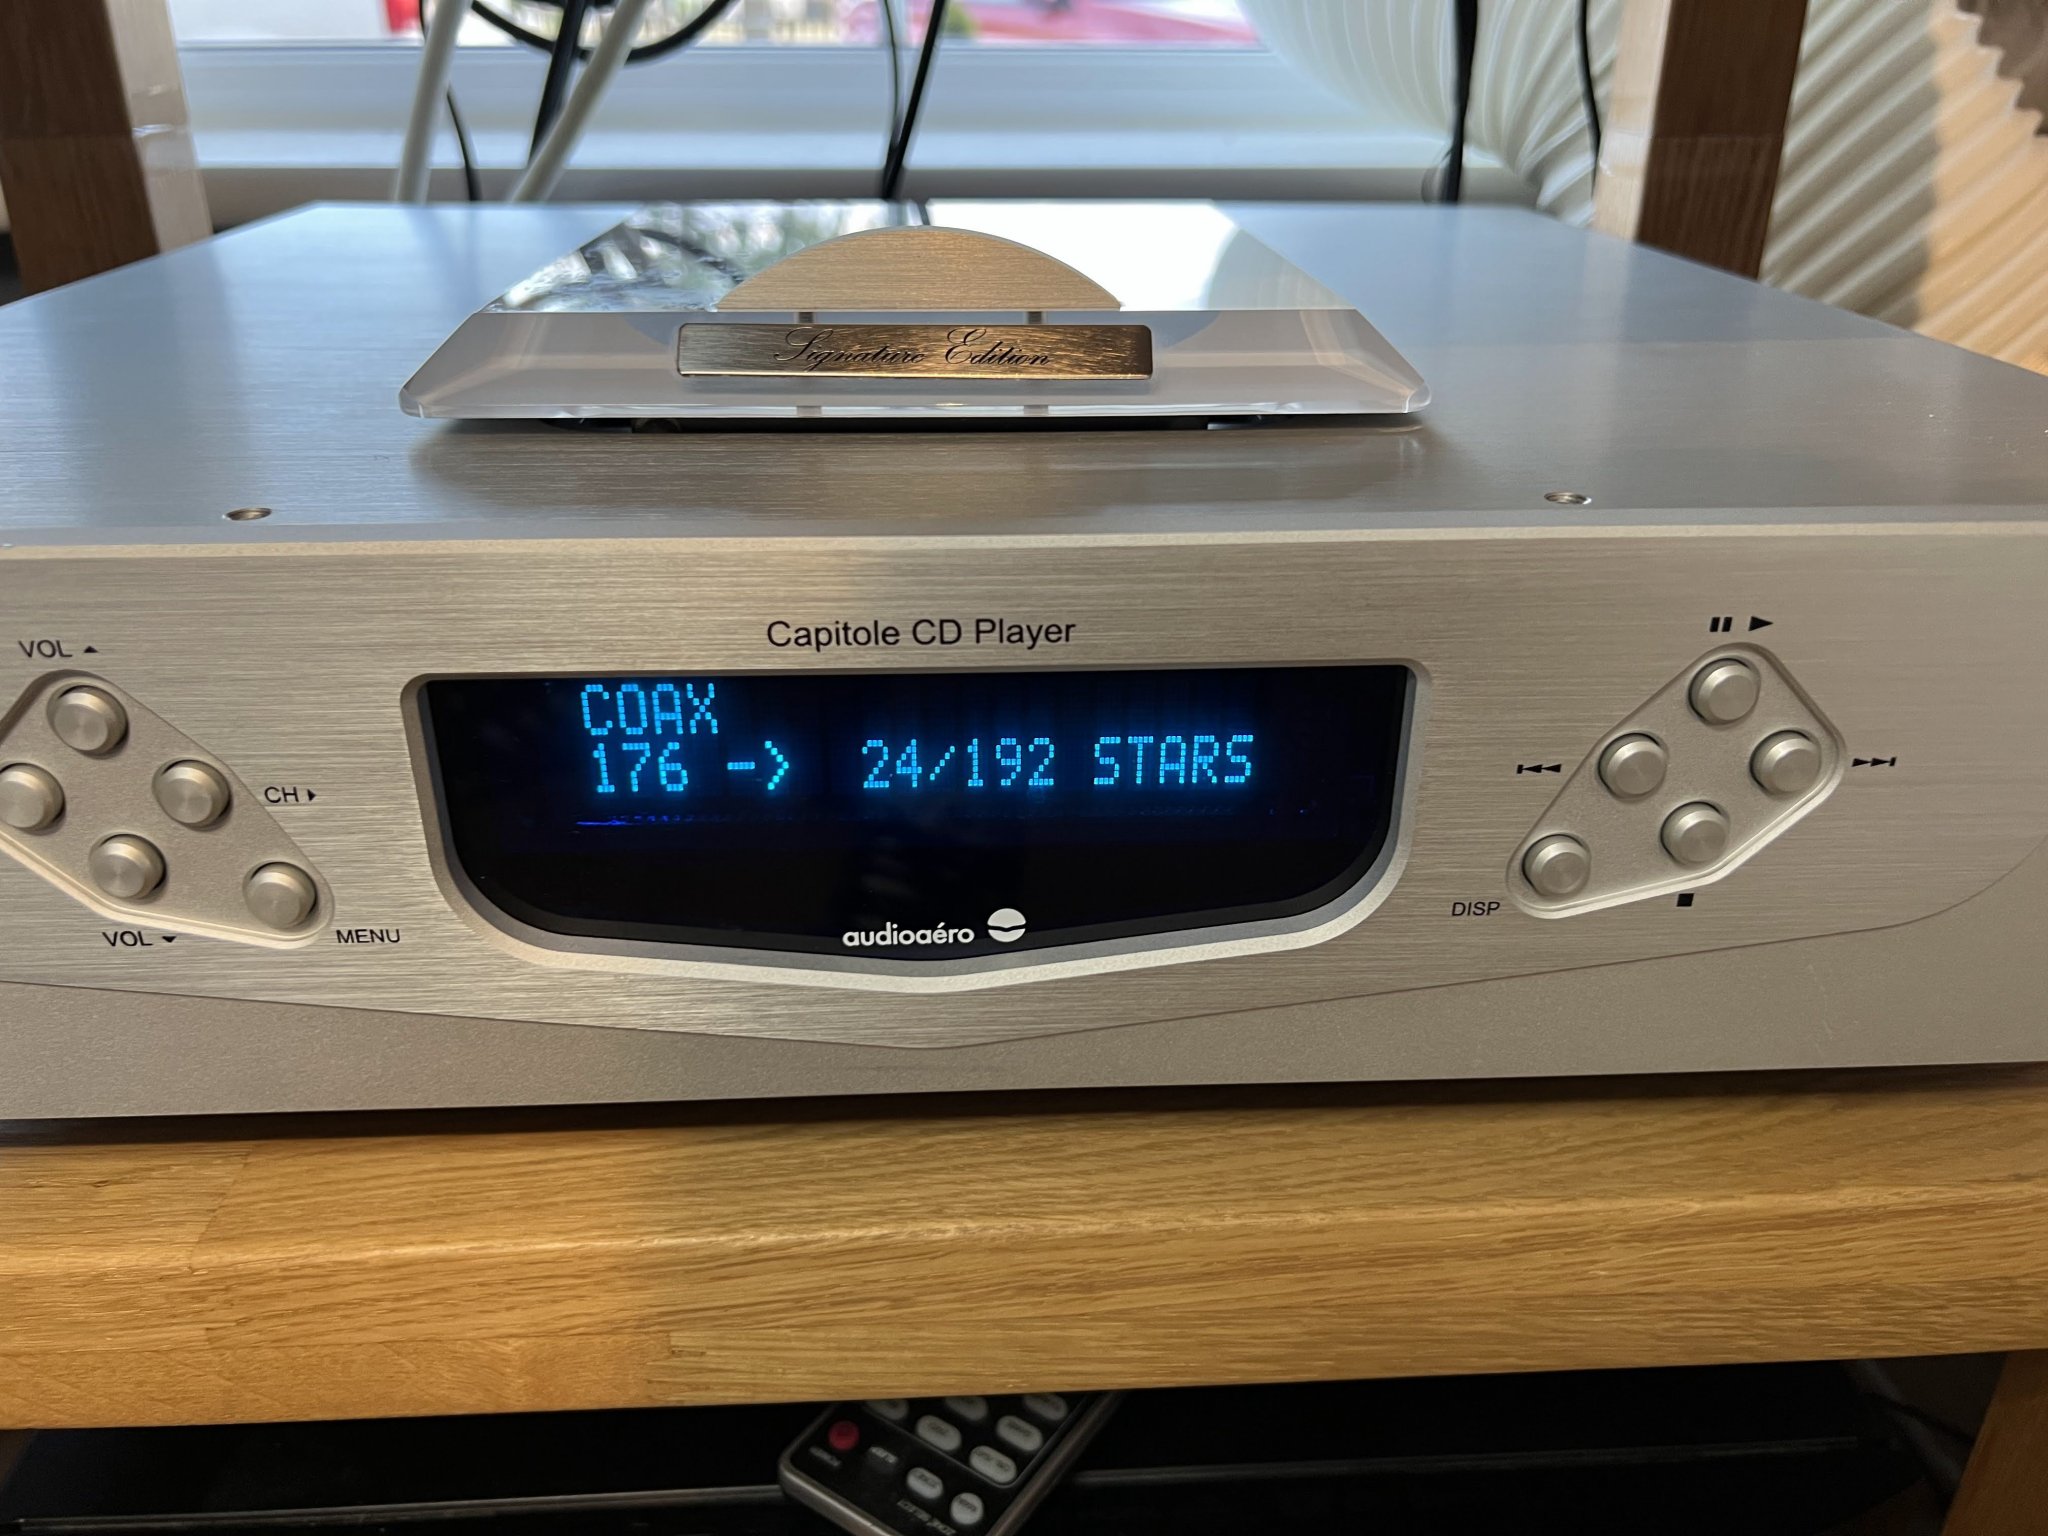 Signature Edition
Capitole CD Player
VOL
CH
VOL
MENU
COAX
176 -> 24/192 STARS
audioaéro
DISP